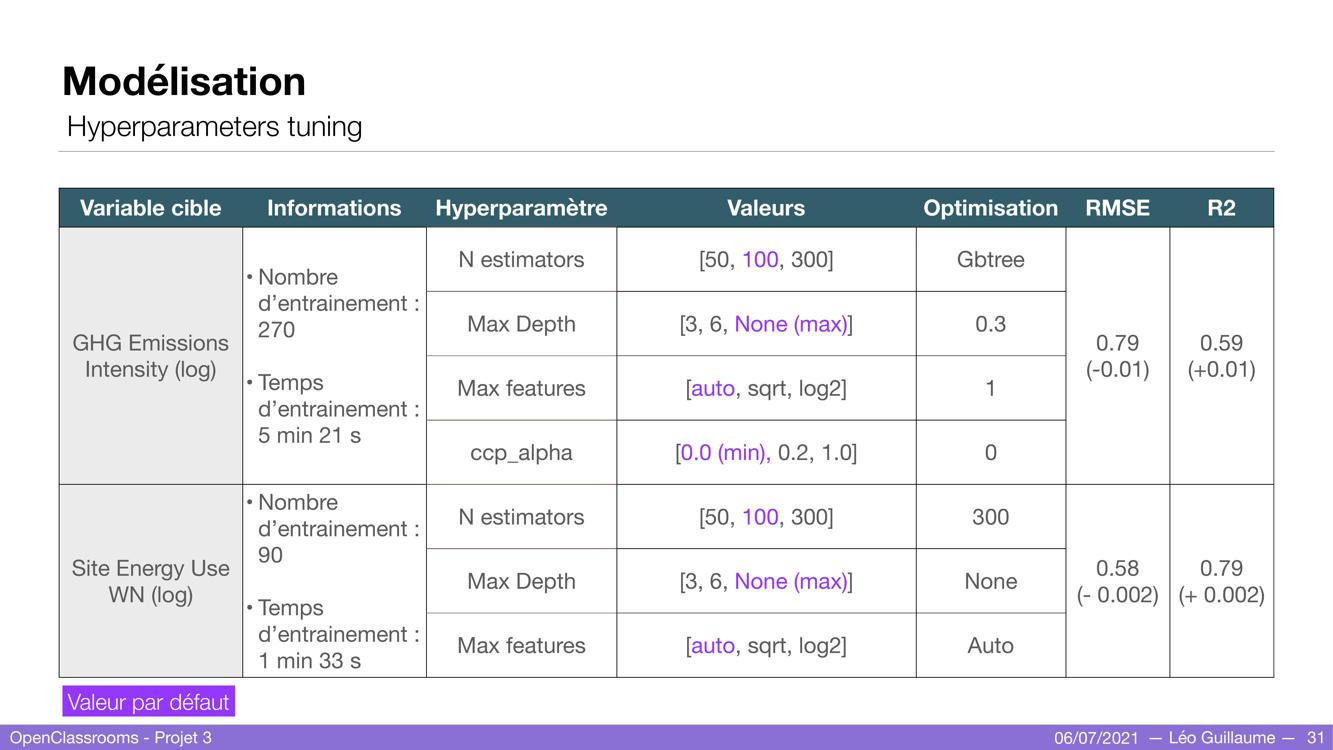 Modélisation
Hyperparameters tuning
Variable cible Informations Hyperparamètre Valeurs Optimisation RMSE R2
GHG Emissions
Intensity (log)
• Nombre
d’entrainement :
270
• Temps
d’entrainement :
5 min 21 s
N estimators [50, 100, 300] Gbtree
Max Depth [3, 6, None (max)] 0.3
Max features [auto, sqrt, log2] 1
ccp_alpha [0.0 (min), 0.2, 1.0] 0
0.79
(-0.01)
0.59
(+0.01)
Site Energy Use
WN (log)
• Nombre
d’entrainement :
90
• Temps
d’entrainement :
1 min 33 s
N estimators [50, 100, 300] 300
Max Depth [3, 6, None (max)] None
Max features [auto, sqrt, log2] Auto
0.58
(- 0.002)
0.79
(+ 0.002)
Valeur par défaut
OpenClassrooms - Projet 3 06/07/2021 — Léo Guillaume — 31